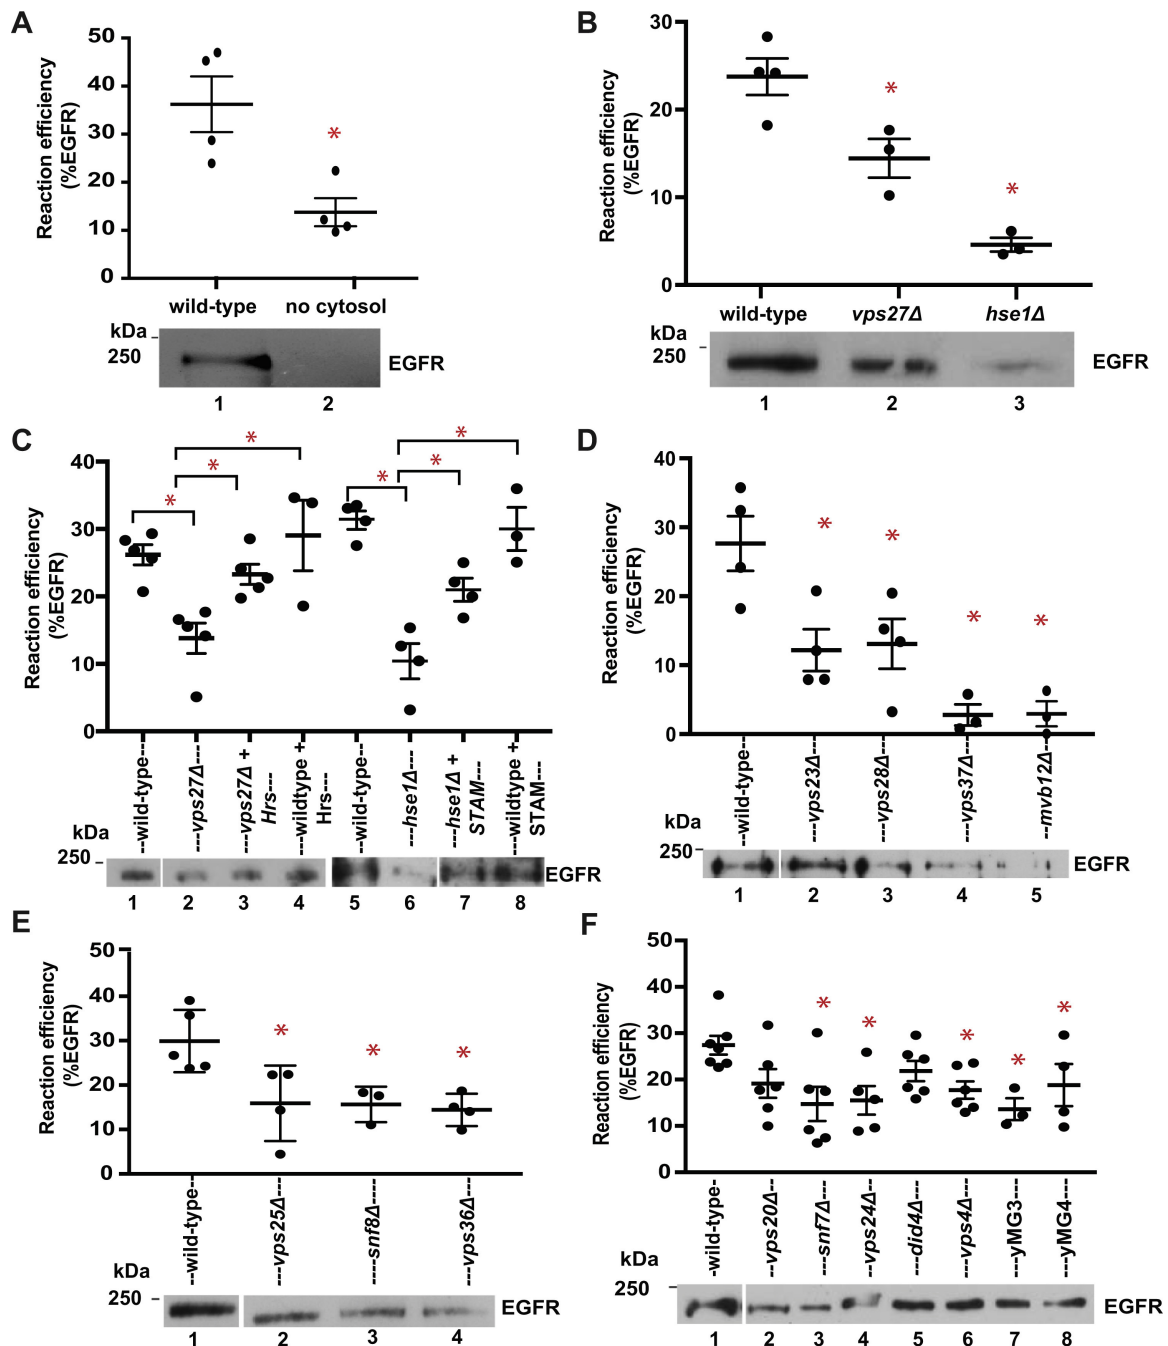 A
Reaction efficiency
(%EGFR)
50
40
30
20
10
0
*
wild-type
no cytosol
kDa
250
EGFR
1
2
B
Reaction efficiency
(%EGFR)
30
20
10
0
*
*
wild-type
vps27Δ
hse1Δ
kDa
250
EGFR
1
2
3
C
Reaction efficiency
(%EGFR)
40
30
20
10
0
*
*
*
*
*
*
--wild-type--
---vps27Δ---
---vps27Δ +
Hrs---
--wildtype +
Hrs---
--wild-type--
---hse1Δ---
---hse1Δ +
STAM---
--wildtype +
STAM---
kDa
250
EGFR
1
2
3
4
5
6
7
8
D
Reaction efficiency
(%EGFR)
40
30
20
10
0
*
*
*
*
--wild-type--
---vps23Δ---
---vps28Δ---
---vps37Δ---
---mvb12Δ---
kDa
250
EGFR
1
2
3
4
5
E
Reaction efficiency
(%EGFR)
50
40
30
20
10
0
*
*
*
--wild-type--
---vps25Δ---
---snf8Δ---
---vps36Δ---
kDa
250
EGFR
1
2
3
4
F
Reaction efficiency
(%EGFR)
50
40
30
20
10
0
*
*
*
*
*
--wild-type--
---vps20Δ---
---snf7Δ---
---vps24Δ---
---did4Δ---
---vps4Δ---
---yMG3---
---yMG4---
kDa
250
EGFR
1
2
3
4
5
6
7
8